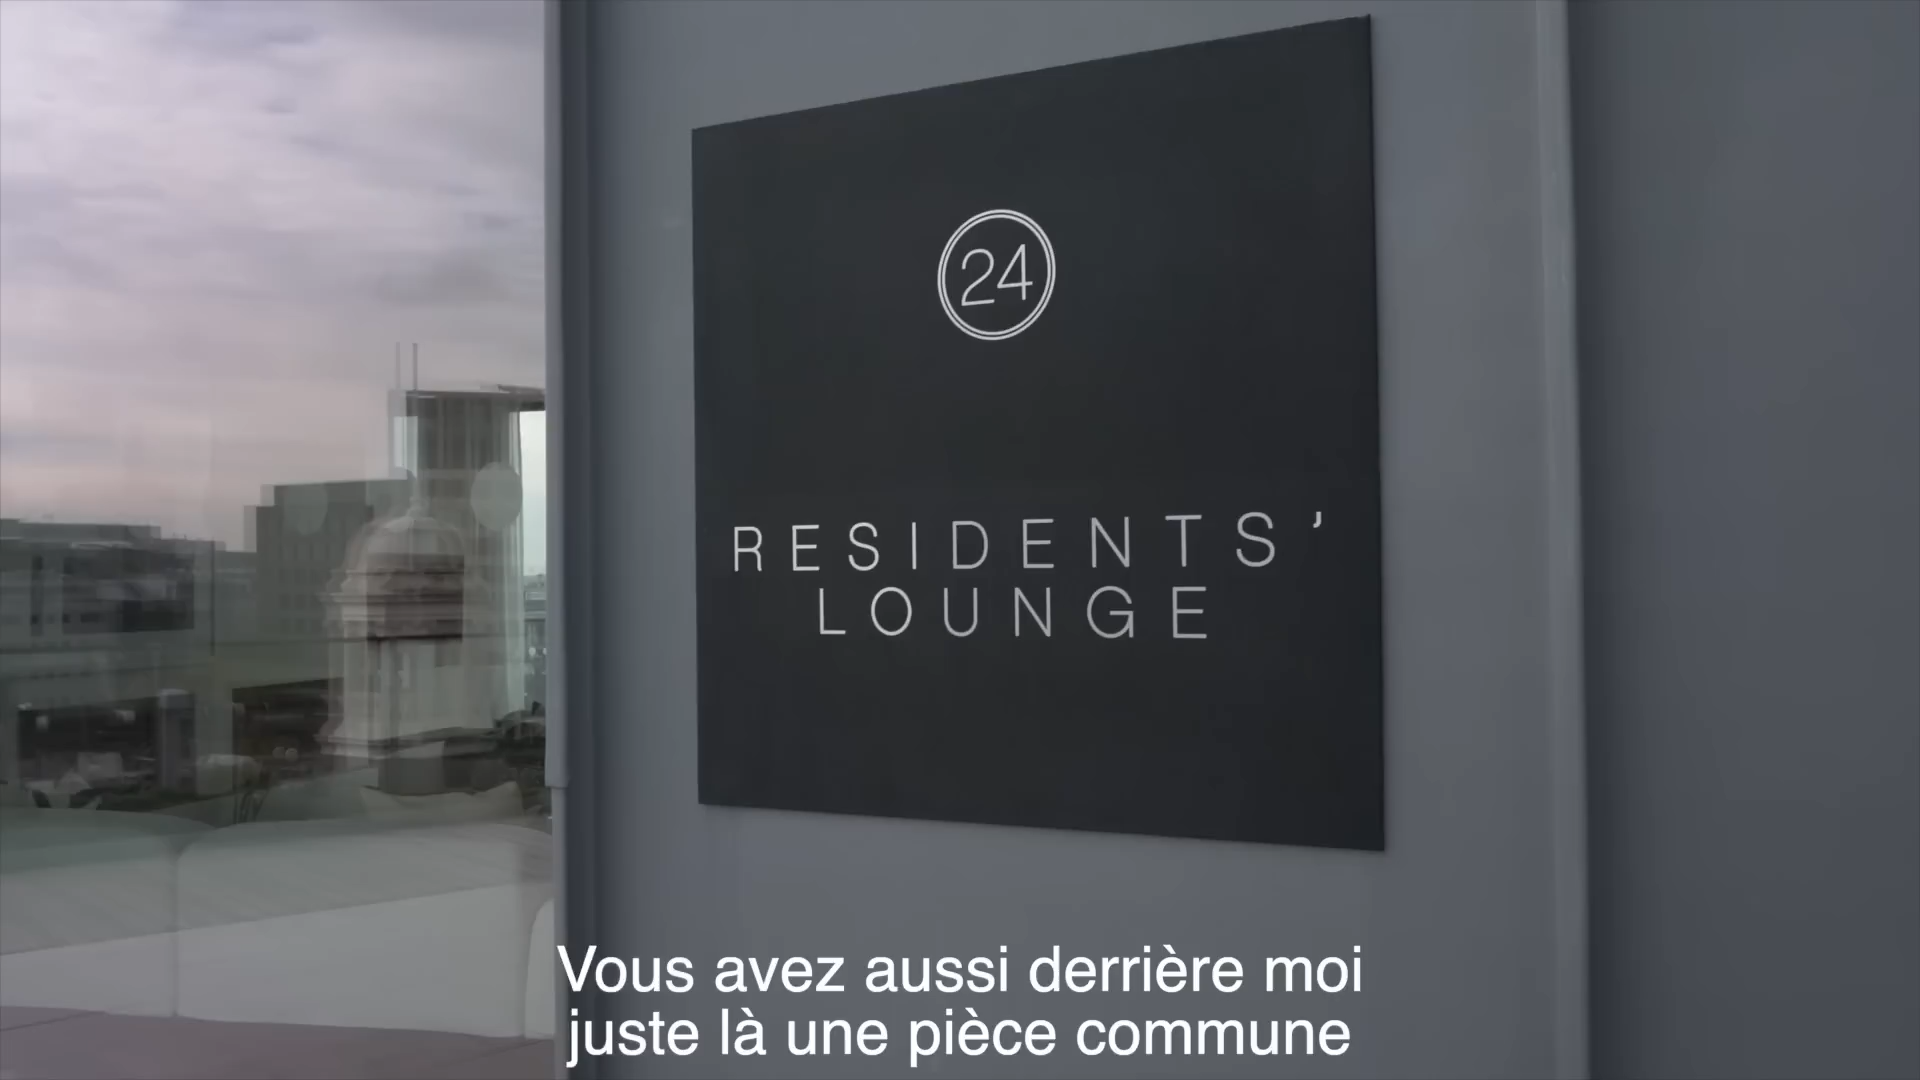 24
RESIDENTS’
LOUNGE
Vous avez aussi derrière moi
juste là une pièce commune